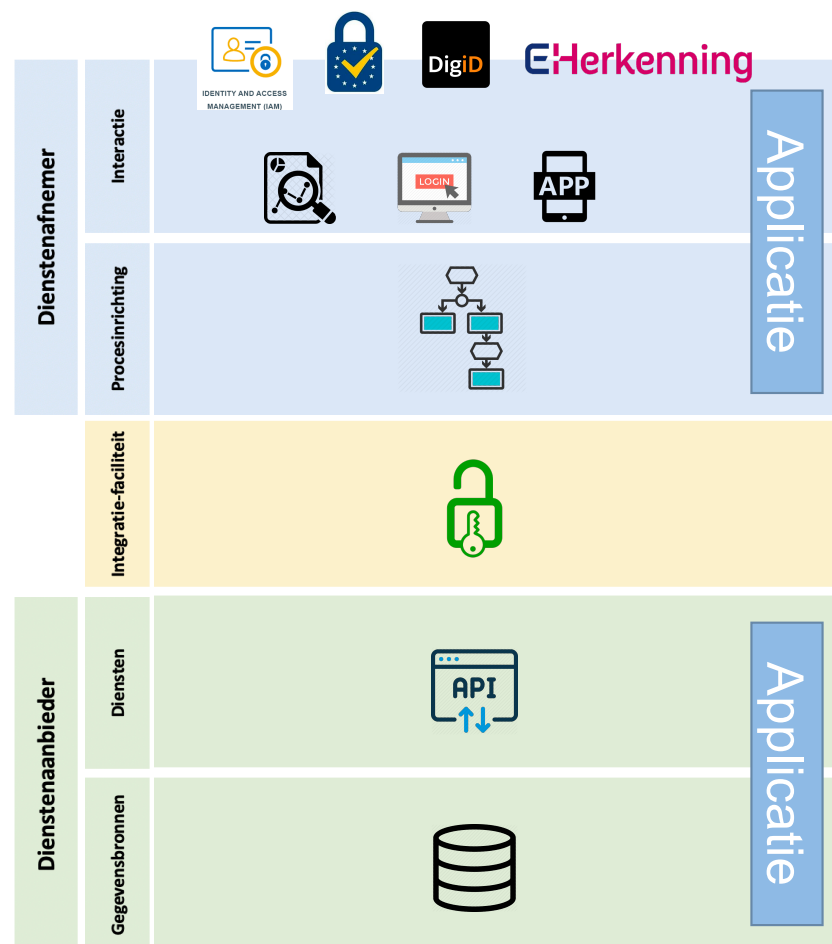 IDENTITY AND ACCESS
MANAGEMENT (IAM)
DigiD
eHerkenning
Dienstenafnemer
Interactie
LOGIN
APP
Applicatie
Procesinrichting
Integratie-faciliteit
Dienstenaanbieder
Diensten
API
Applicatie
Gegevensbronnen